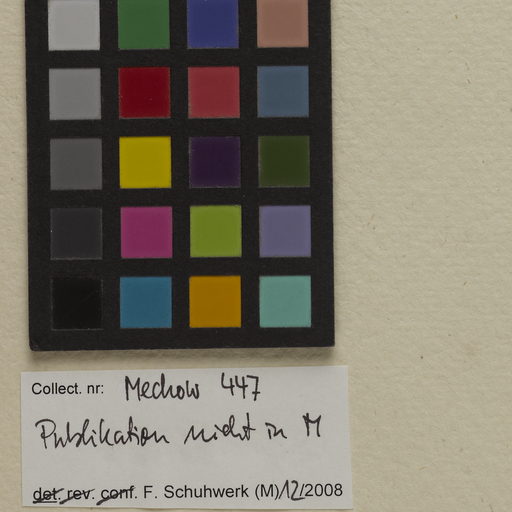 Collect. nr: Mechow 447
Publikation nicht in M
det. rev. conf. F. Schuhwerk (M) 12/2008